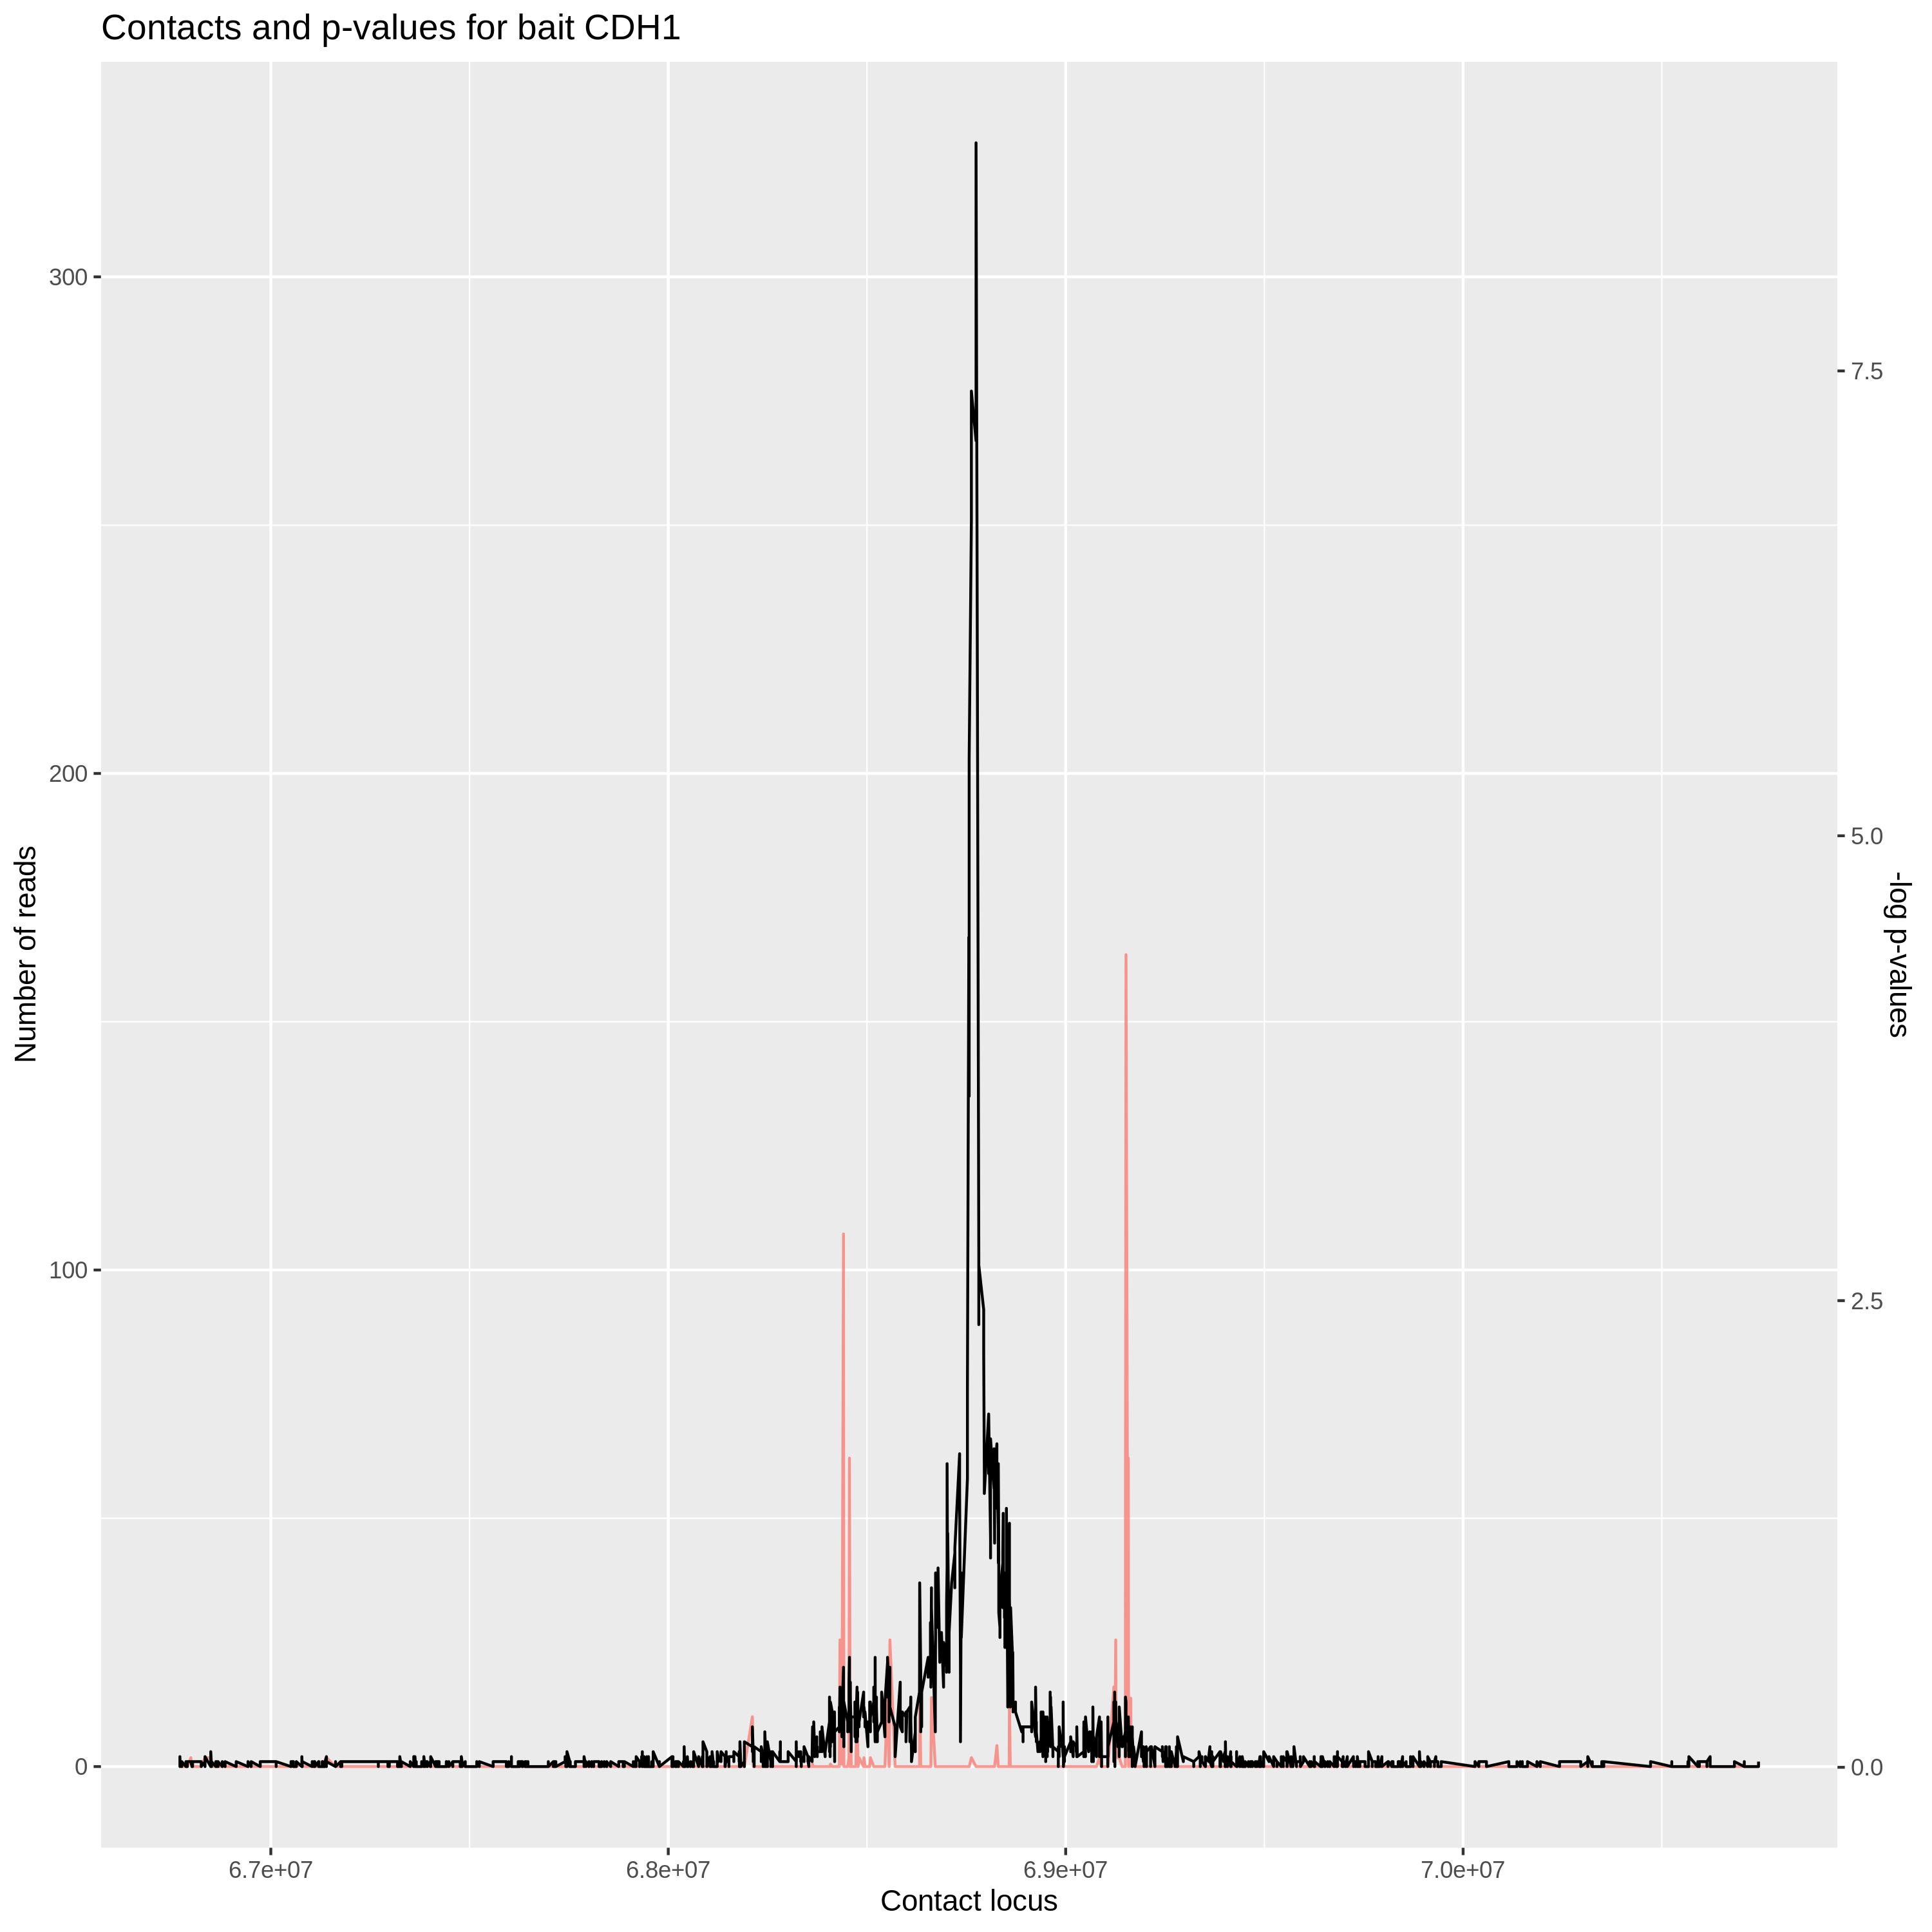 Contacts and p-values for bait CDH1
300
200
100
0
7.5
5.0
2.5
0.0
Number of reads
-log p-values
6.7e+07
6.8e+07
6.9e+07
7.0e+07
Contact locus